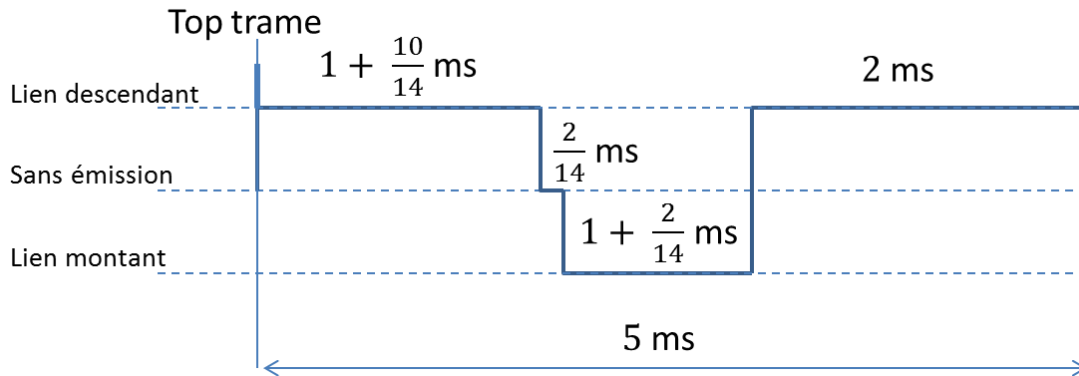 Top trame
1 + 10/14 ms
2 ms
Lien descendant
2/14 ms
Sans émission
1 + 2/14 ms
Lien montant
5 ms